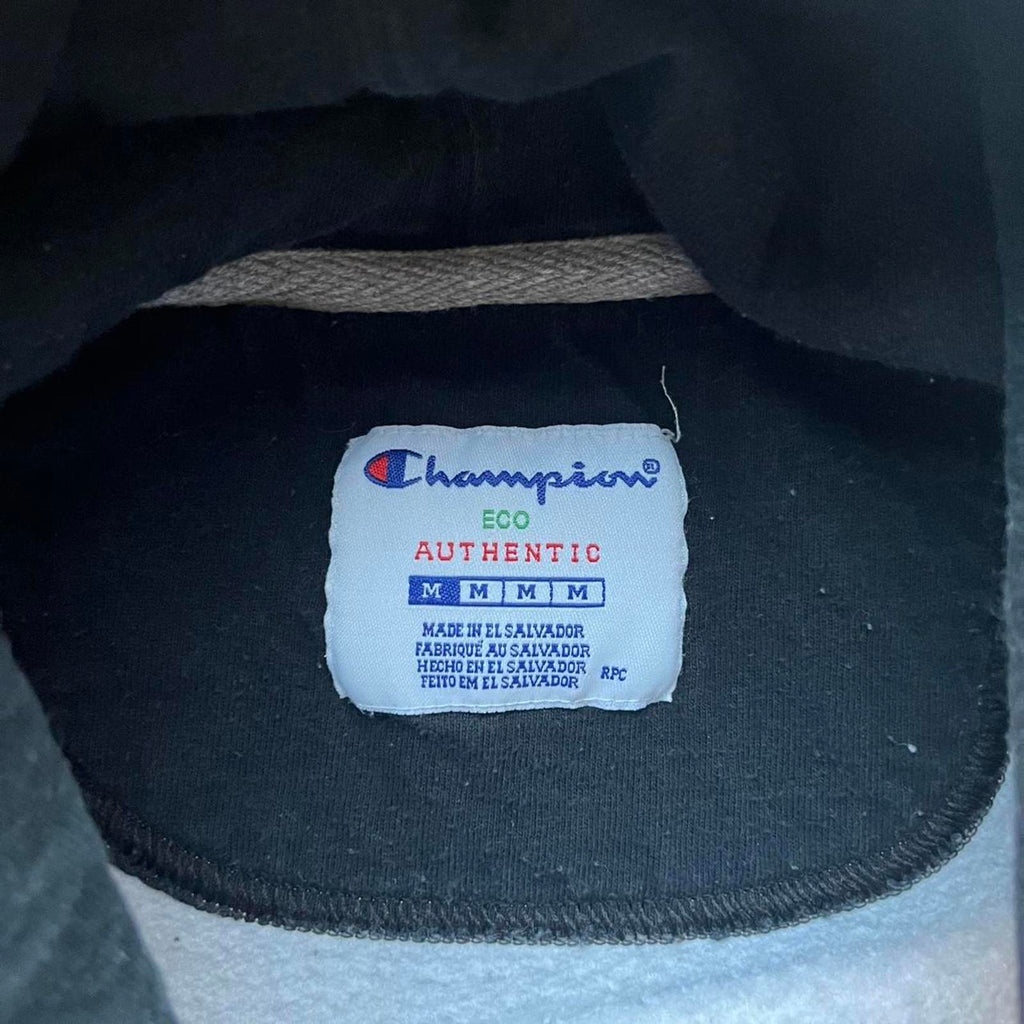 Champion®
ECO
AUTHENTIC
M M M M
MADE IN EL SALVADOR
FABRIQUÉ AU SALVADOR
HECHO EN EL SALVADOR
FEITO EM EL SALVADOR RPC